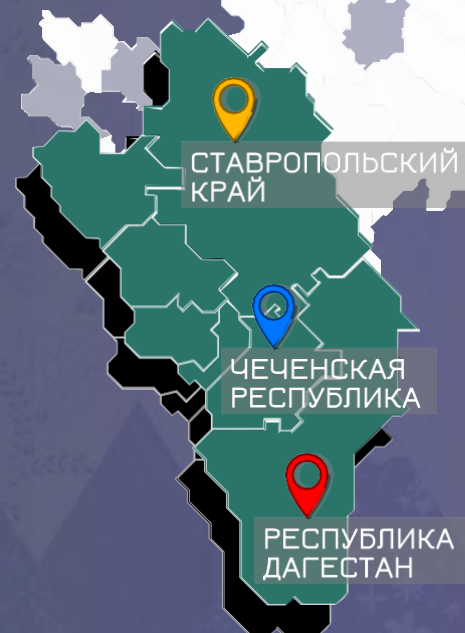 СТАВРОПОЛЬСКИЙ
КРАЙ
ЧЕЧЕНСКАЯ
РЕСПУБЛИКА
РЕСПУБЛИКА
ДАГЕСТАН